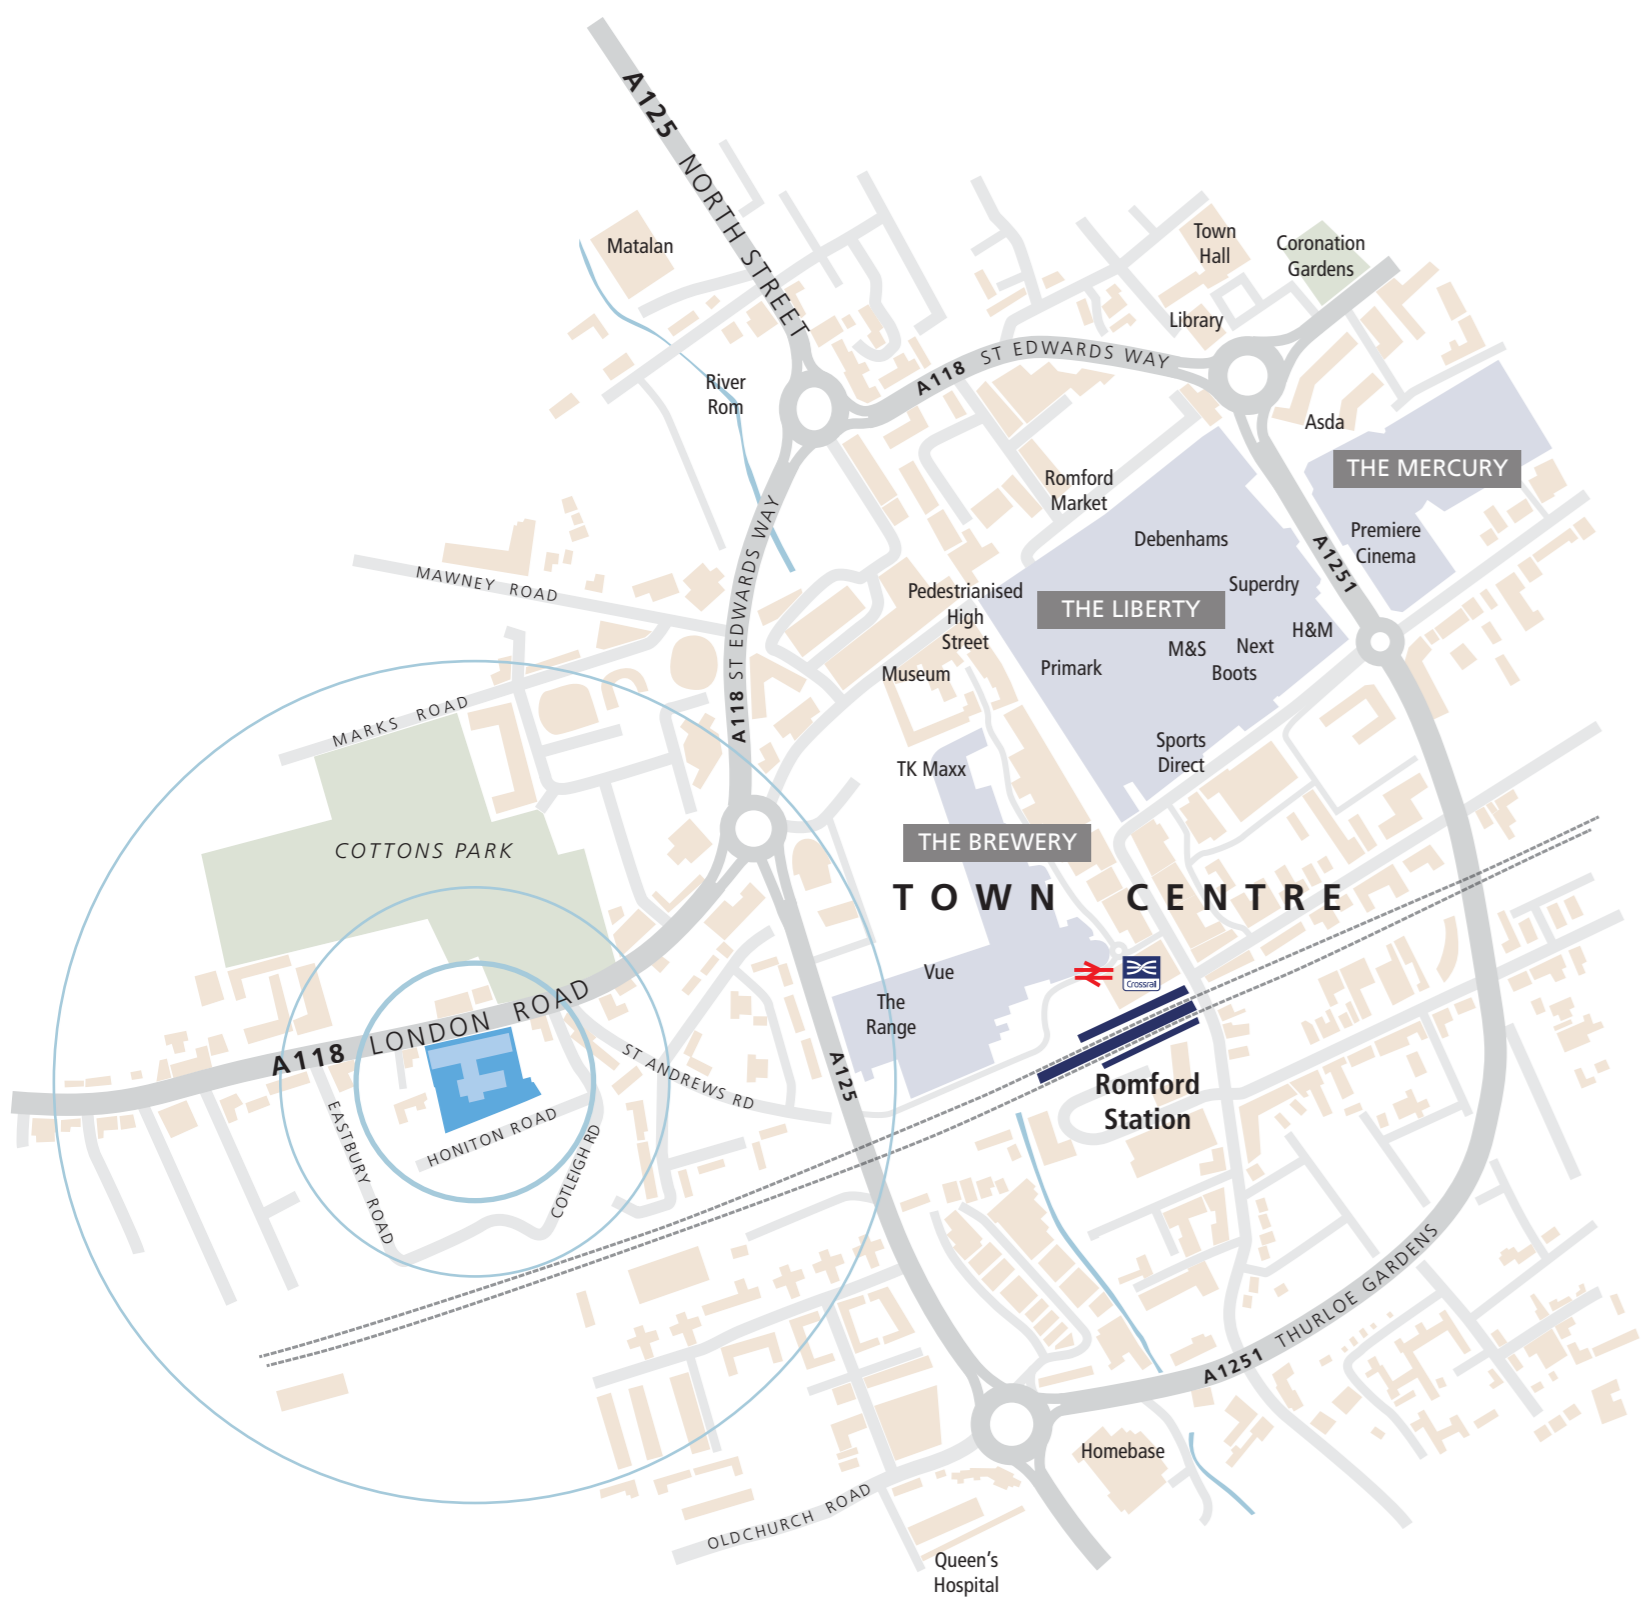 A125 NORTH STREET
Matalan
Town
Hall
Coronation
Gardens
Library
A118 ST EDWARDS WAY
River
Rom
Asda
THE MERCURY
Romford
Market
Debenhams
Premiere
Cinema
A1251
MAWNEY ROAD
A118 ST EDWARDS WAY
Pedestrianised
High
Street
Superdry
THE LIBERTY
H&M
M&S
Next
Boots
Primark
Museum
MARKS ROAD
Sports
Direct
TK Maxx
COTTONS PARK
THE BREWERY
TOWN CENTRE
Vue
Crossrail
The
Range
A118 LONDON ROAD
ST ANDREWS RD
A125
Romford
Station
EASTBURY ROAD
HONITON ROAD
COTLEIGH RD
A1251 THURLOE GARDENS
Homebase
OLDCHURCH ROAD
Queen's
Hospital